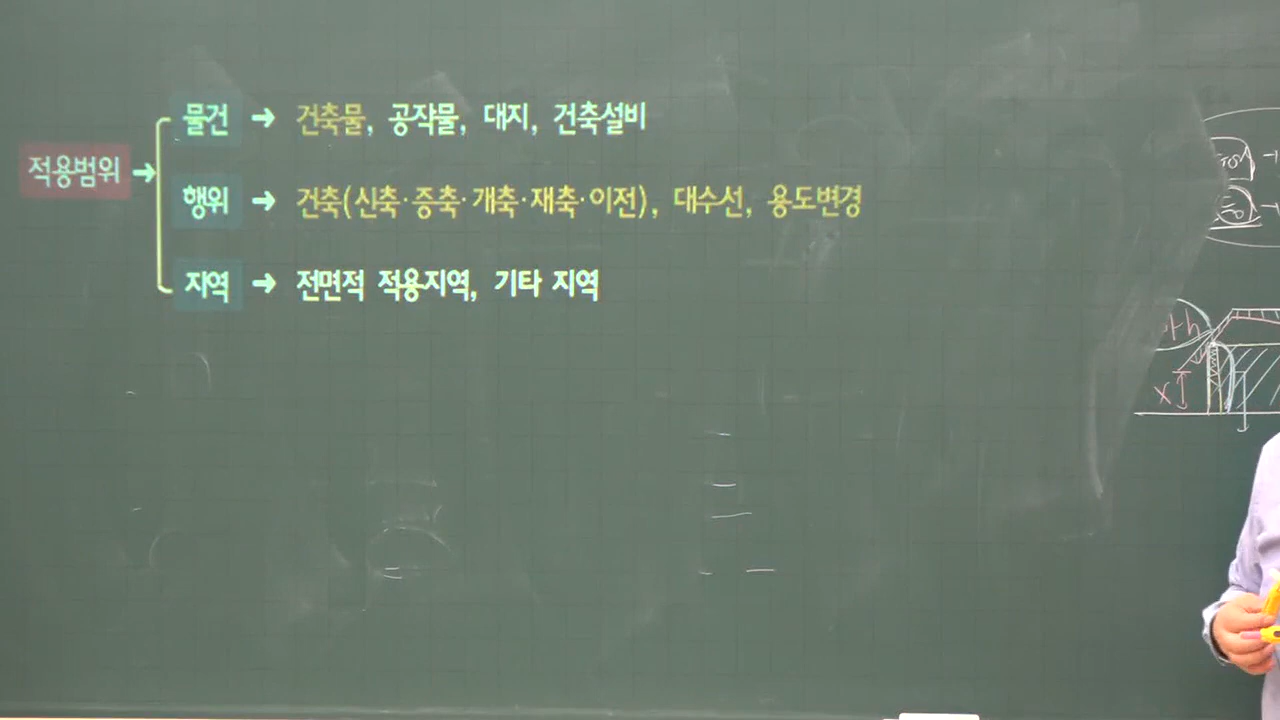 적용범위 →
물건 → 건축물, 공작물, 대지, 건축설비
행위 → 건축(신축·증축·개축·재축·이전), 대수선, 용도변경
지역 → 전면적 적용지역, 기타 지역
x